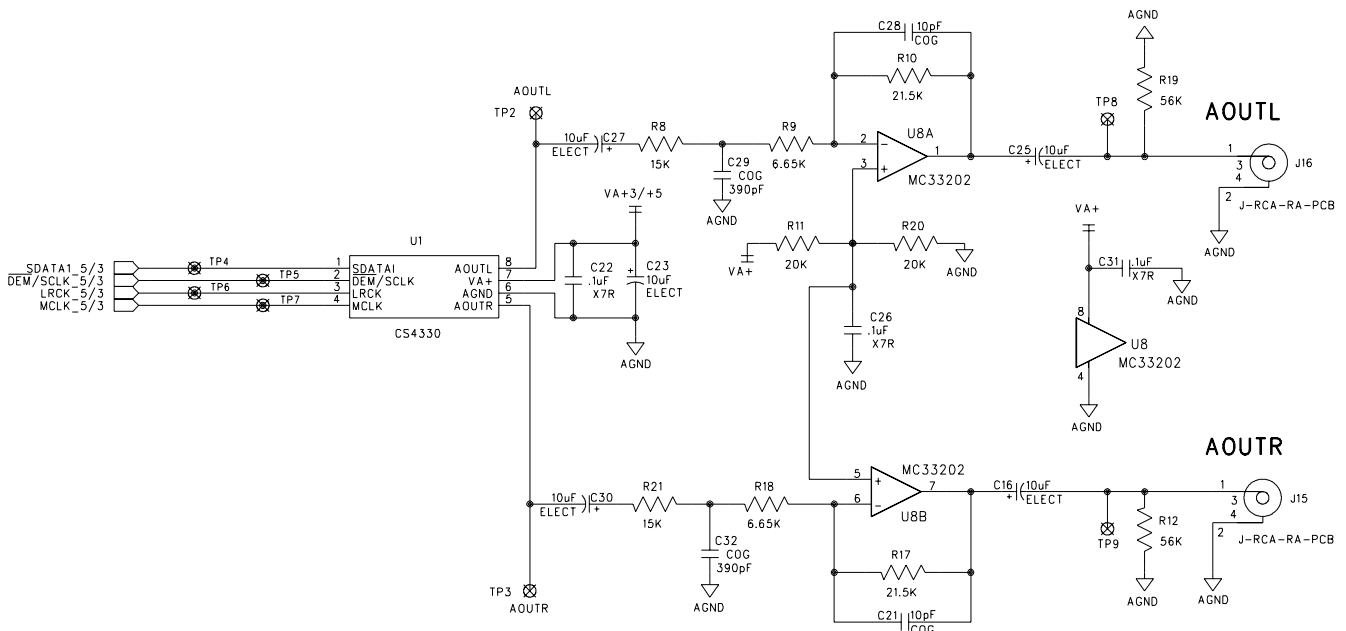 C28 10pF
COG
R10
21.5K
AGND
R19
56K
AOUTL
TP2
10uF C27
ELECT +
R8
15K
R9
6.65K
C29
COG
390pF
AGND
2
3
−
+
U8A
1
MC33202
C25 10uF
+ ELECT
TP8
AOUTL
1
3
4
2
J16
J-RCA-RA-PCB
AGND
VA+3/+5
R11
20K
VA+
R20
20K
AGND
VA+
C31 .1uF
X7R
AGND
8
U8
MC33202
4
AGND
C26
.1uF
X7R
AGND
U1
SDATA1_5/3
DEM/SCLK_5/3
LRCK_5/3
MCLK_5/3
TP4
TP5
TP6
TP7
1
2
3
4
SDATAI
DEM/SCLK
LRCK
MCLK
AOUTL
VA+
AGND
AOUTR
8
7
6
5
CS4330
C22
.1uF
X7R
+
C23
10uF
ELECT
AGND
AOUTR
10uF C30
ELECT +
R21
15K
R18
6.65K
C32
COG
390pF
AGND
5
6
+
−
MC33202
7
U8B
C16 10uF
+ ELECT
TP9
R12
56K
AGND
1
3
4
2
J15
J-RCA-RA-PCB
AGND
R17
21.5K
C21 10pF
COG
TP3
AOUTR